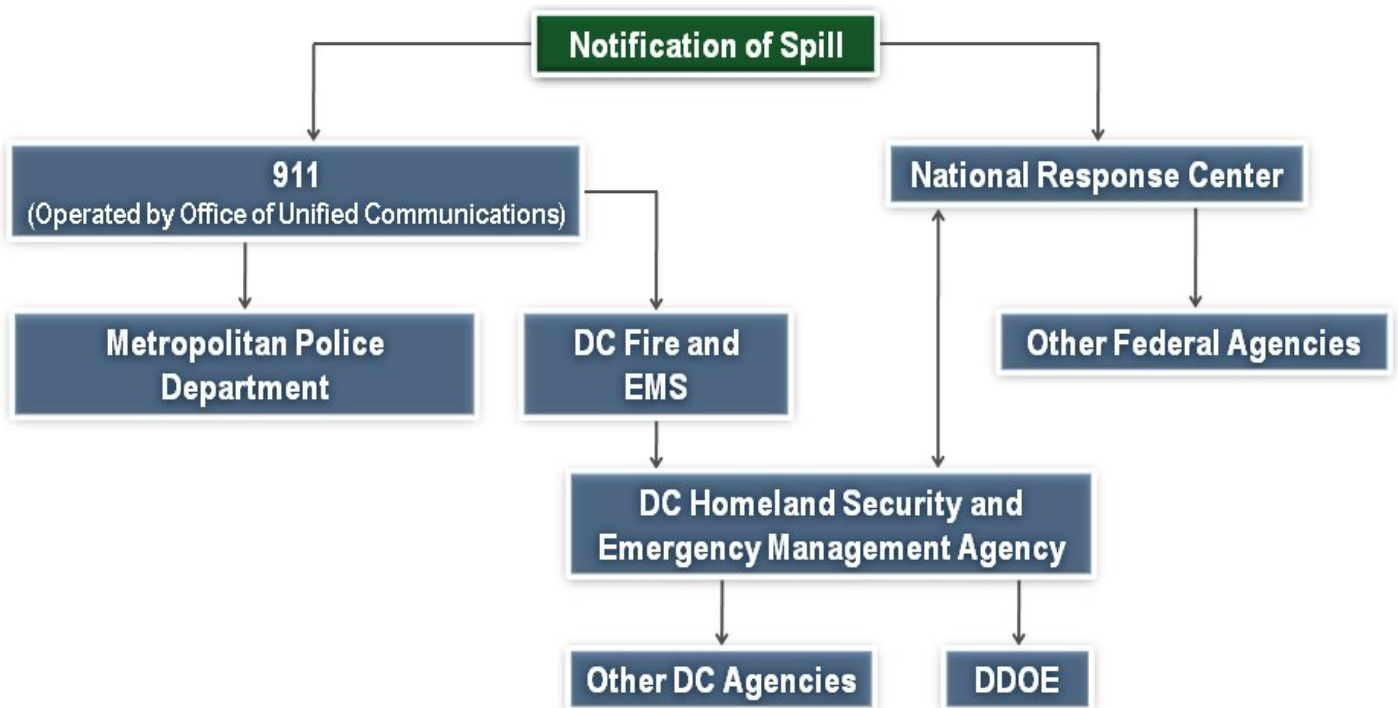 Notification of Spill
911
(Operated by Office of Unified Communications)
National Response Center
Metropolitan Police
Department
DC Fire and
EMS
Other Federal Agencies
DC Homeland Security and
Emergency Management Agency
Other DC Agencies
DDOE